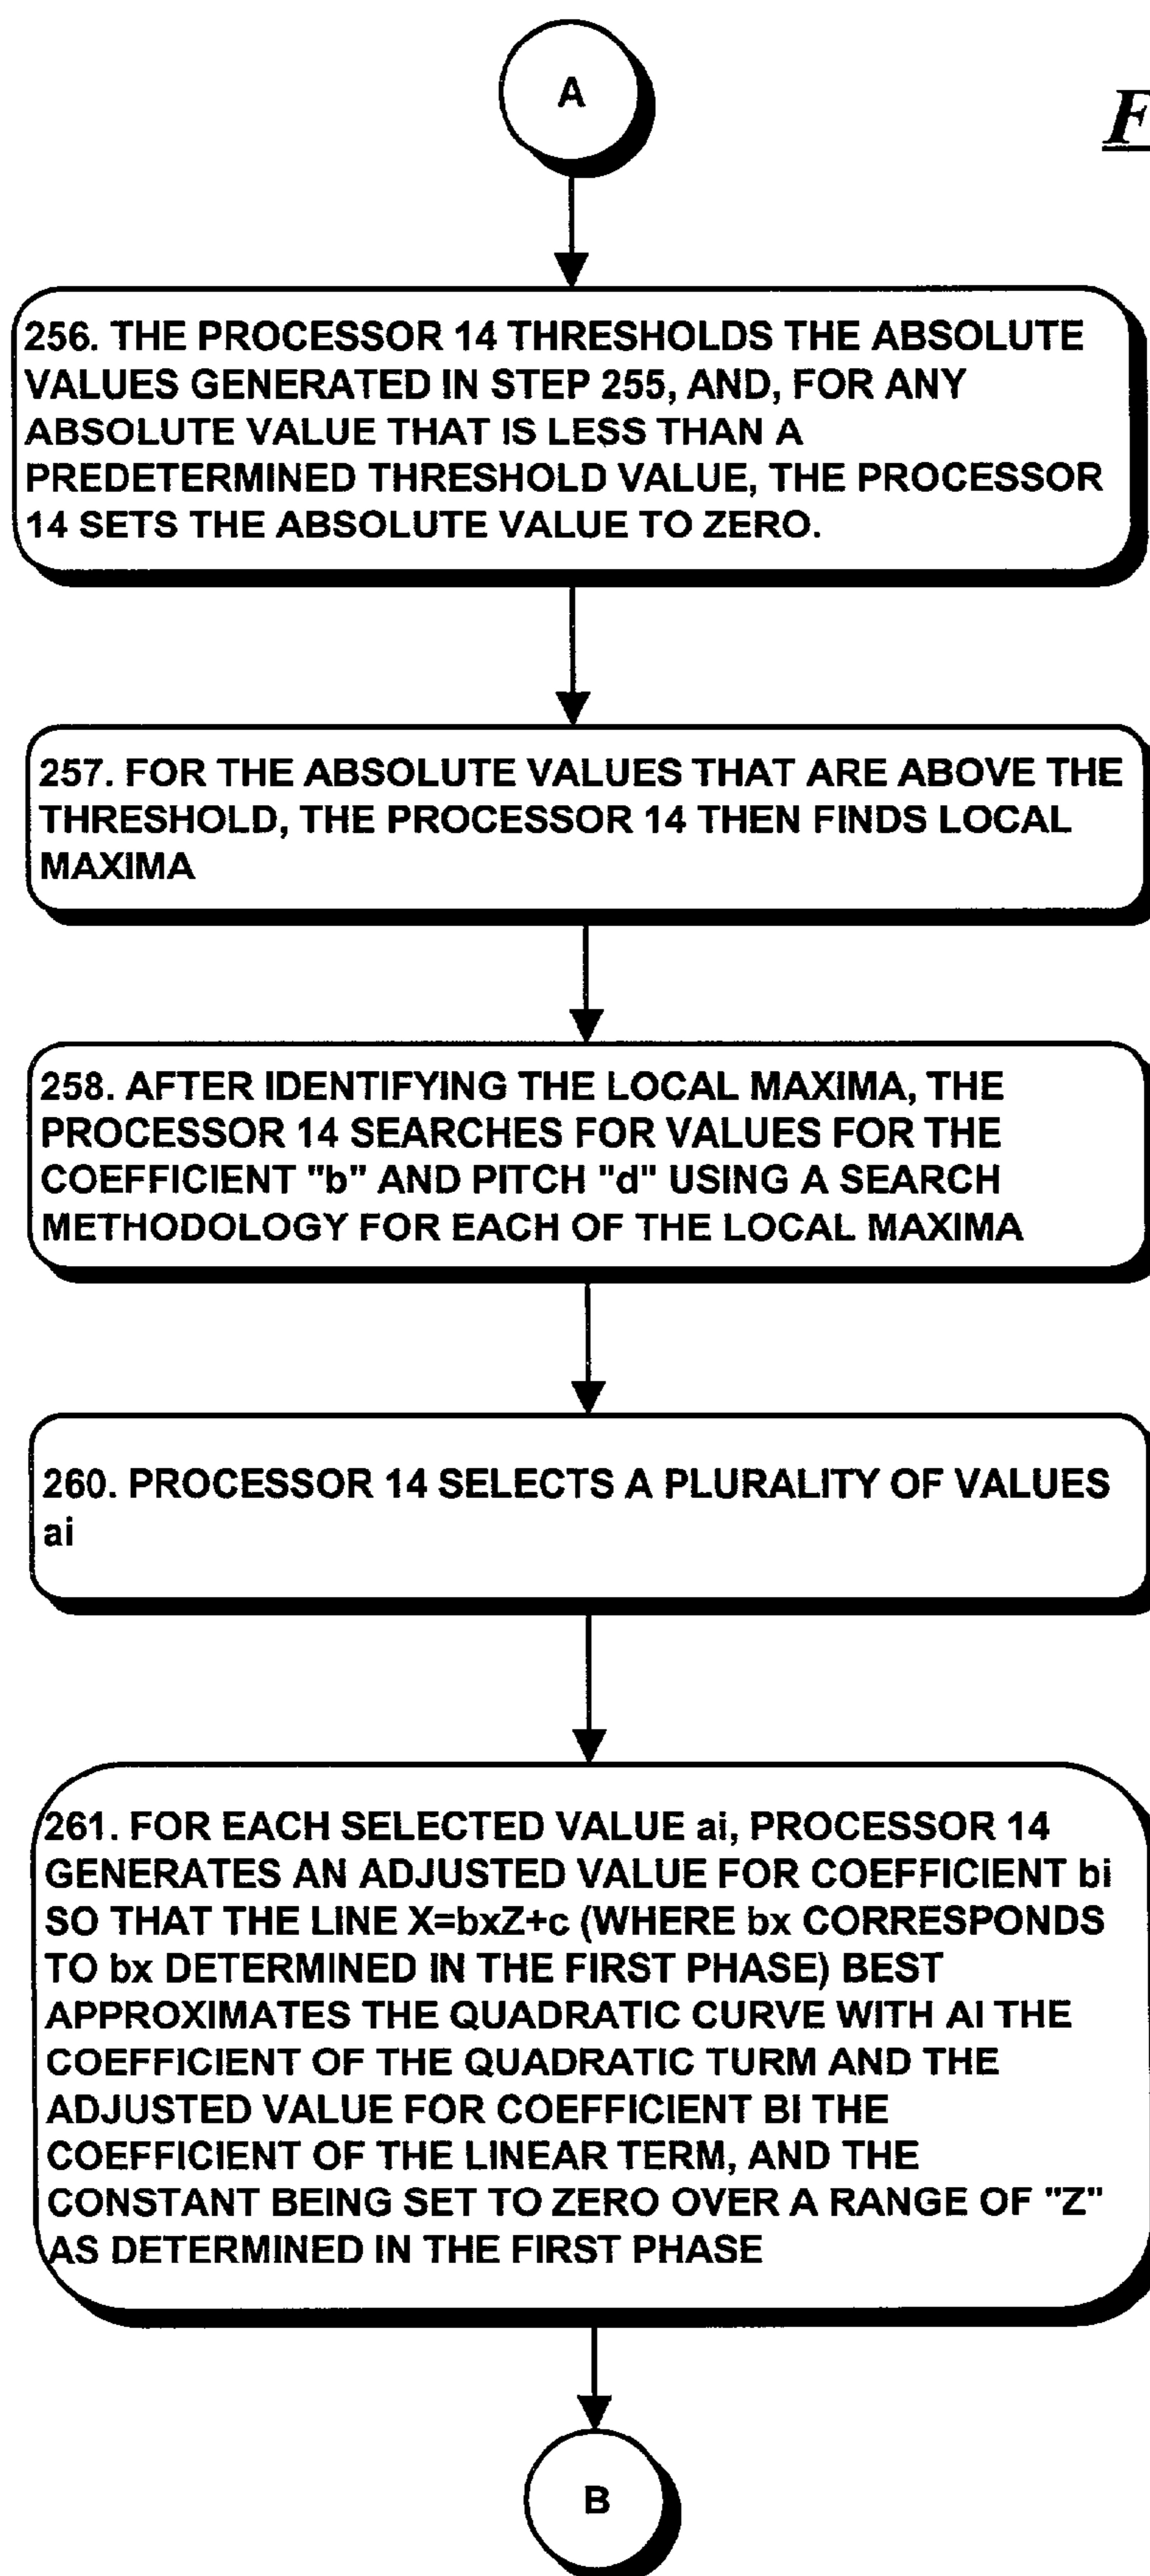 A
F
256. THE PROCESSOR 14 THRESHOLDS THE ABSOLUTE
VALUES GENERATED IN STEP 255, AND, FOR ANY
ABSOLUTE VALUE THAT IS LESS THAN A
PREDETERMINED THRESHOLD VALUE, THE PROCESSOR
14 SETS THE ABSOLUTE VALUE TO ZERO.
257. FOR THE ABSOLUTE VALUES THAT ARE ABOVE THE
THRESHOLD, THE PROCESSOR 14 THEN FINDS LOCAL
MAXIMA
258. AFTER IDENTIFYING THE LOCAL MAXIMA, THE
PROCESSOR 14 SEARCHES FOR VALUES FOR THE
COEFFICIENT "b" AND PITCH "d" USING A SEARCH
METHODOLOGY FOR EACH OF THE LOCAL MAXIMA
260. PROCESSOR 14 SELECTS A PLURALITY OF VALUES
ai
261. FOR EACH SELECTED VALUE ai, PROCESSOR 14
GENERATES AN ADJUSTED VALUE FOR COEFFICIENT bi
SO THAT THE LINE X=bxZ+c (WHERE bx CORRESPONDS
TO bx DETERMINED IN THE FIRST PHASE) BEST
APPROXIMATES THE QUADRATIC CURVE WITH AI THE
COEFFICIENT OF THE QUADRATIC TURM AND THE
ADJUSTED VALUE FOR COEFFICIENT BI THE
COEFFICIENT OF THE LINEAR TERM, AND THE
CONSTANT BEING SET TO ZERO OVER A RANGE OF "Z"
AS DETERMINED IN THE FIRST PHASE
B